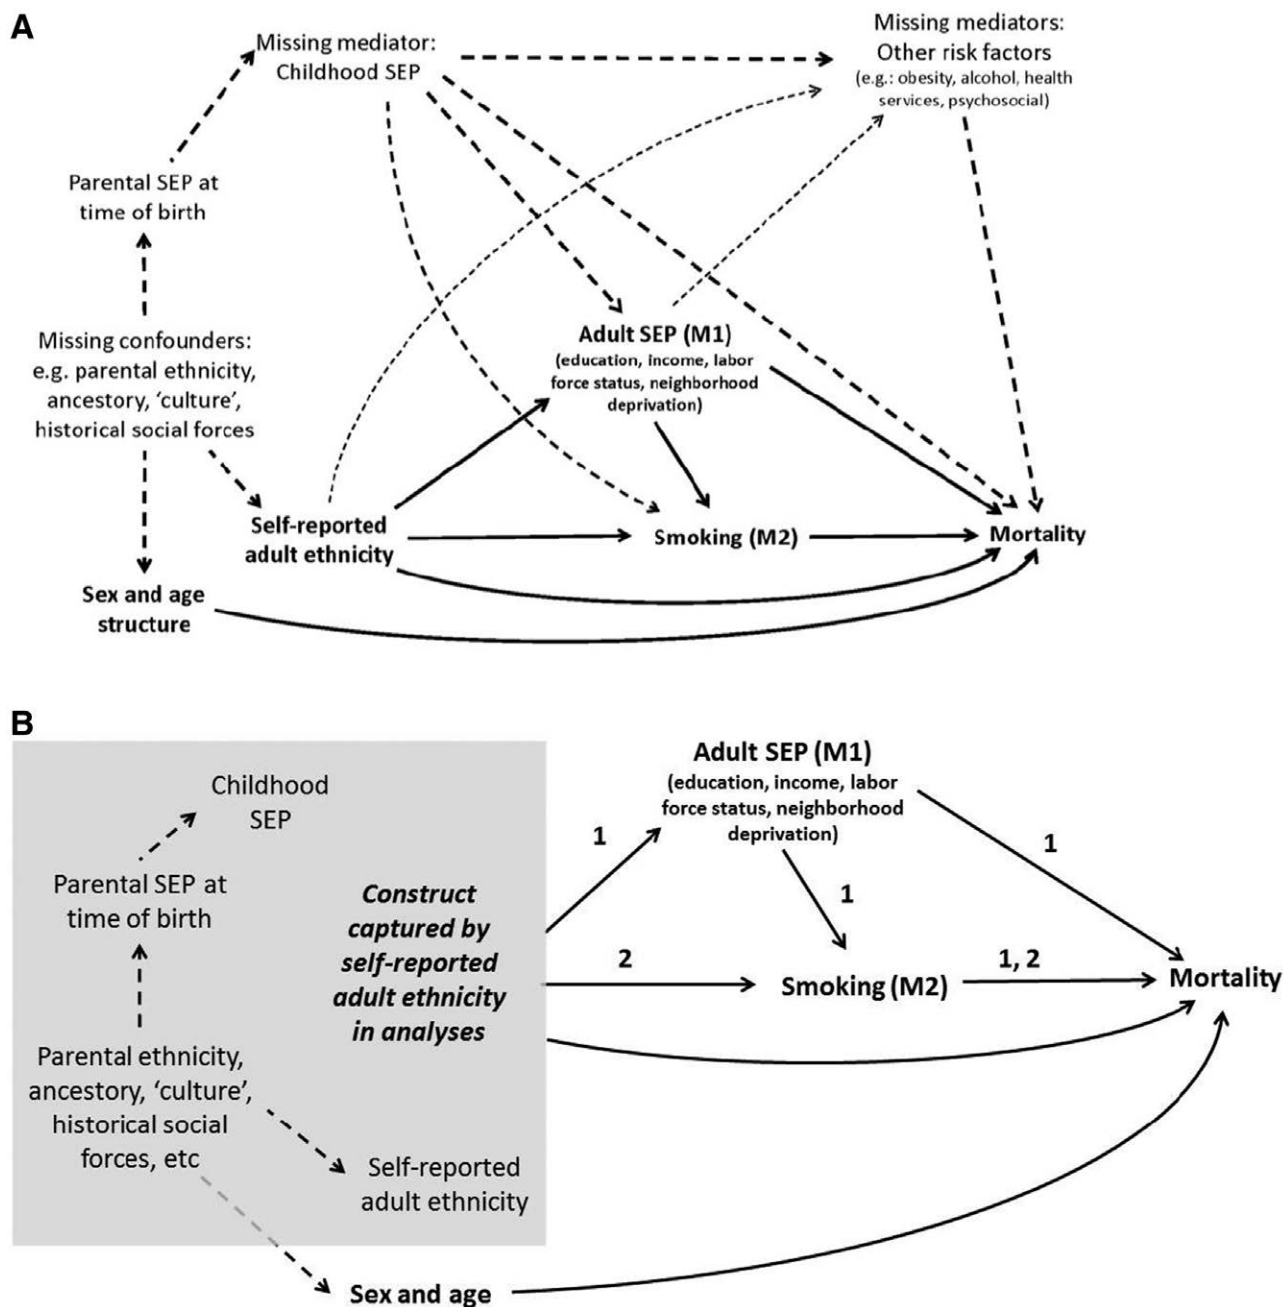 A
Missing mediator:
Childhood SEP
Missing mediators:
Other risk factors
(e.g.: obesity, alcohol, health
services, psychosocial)
Parental SEP at
time of birth
Missing confounders:
e.g. parental ethnicity,
ancestory, ‘culture’,
historical social forces
Adult SEP (M1)
(education, income, labor
force status, neighborhood
deprivation)
Self-reported
adult ethnicity
Smoking (M2)
Mortality
Sex and age
structure
B
Childhood
SEP
Parental SEP at
time of birth
Construct
captured by
self-reported
adult ethnicity
in analyses
Parental ethnicity,
ancestory, ‘culture’,
historical social
forces, etc
Self-reported
adult ethnicity
Sex and age
Adult SEP (M1)
(education, income, labor
force status, neighborhood
deprivation)
1
1
1
2
1, 2
Smoking (M2)
Mortality